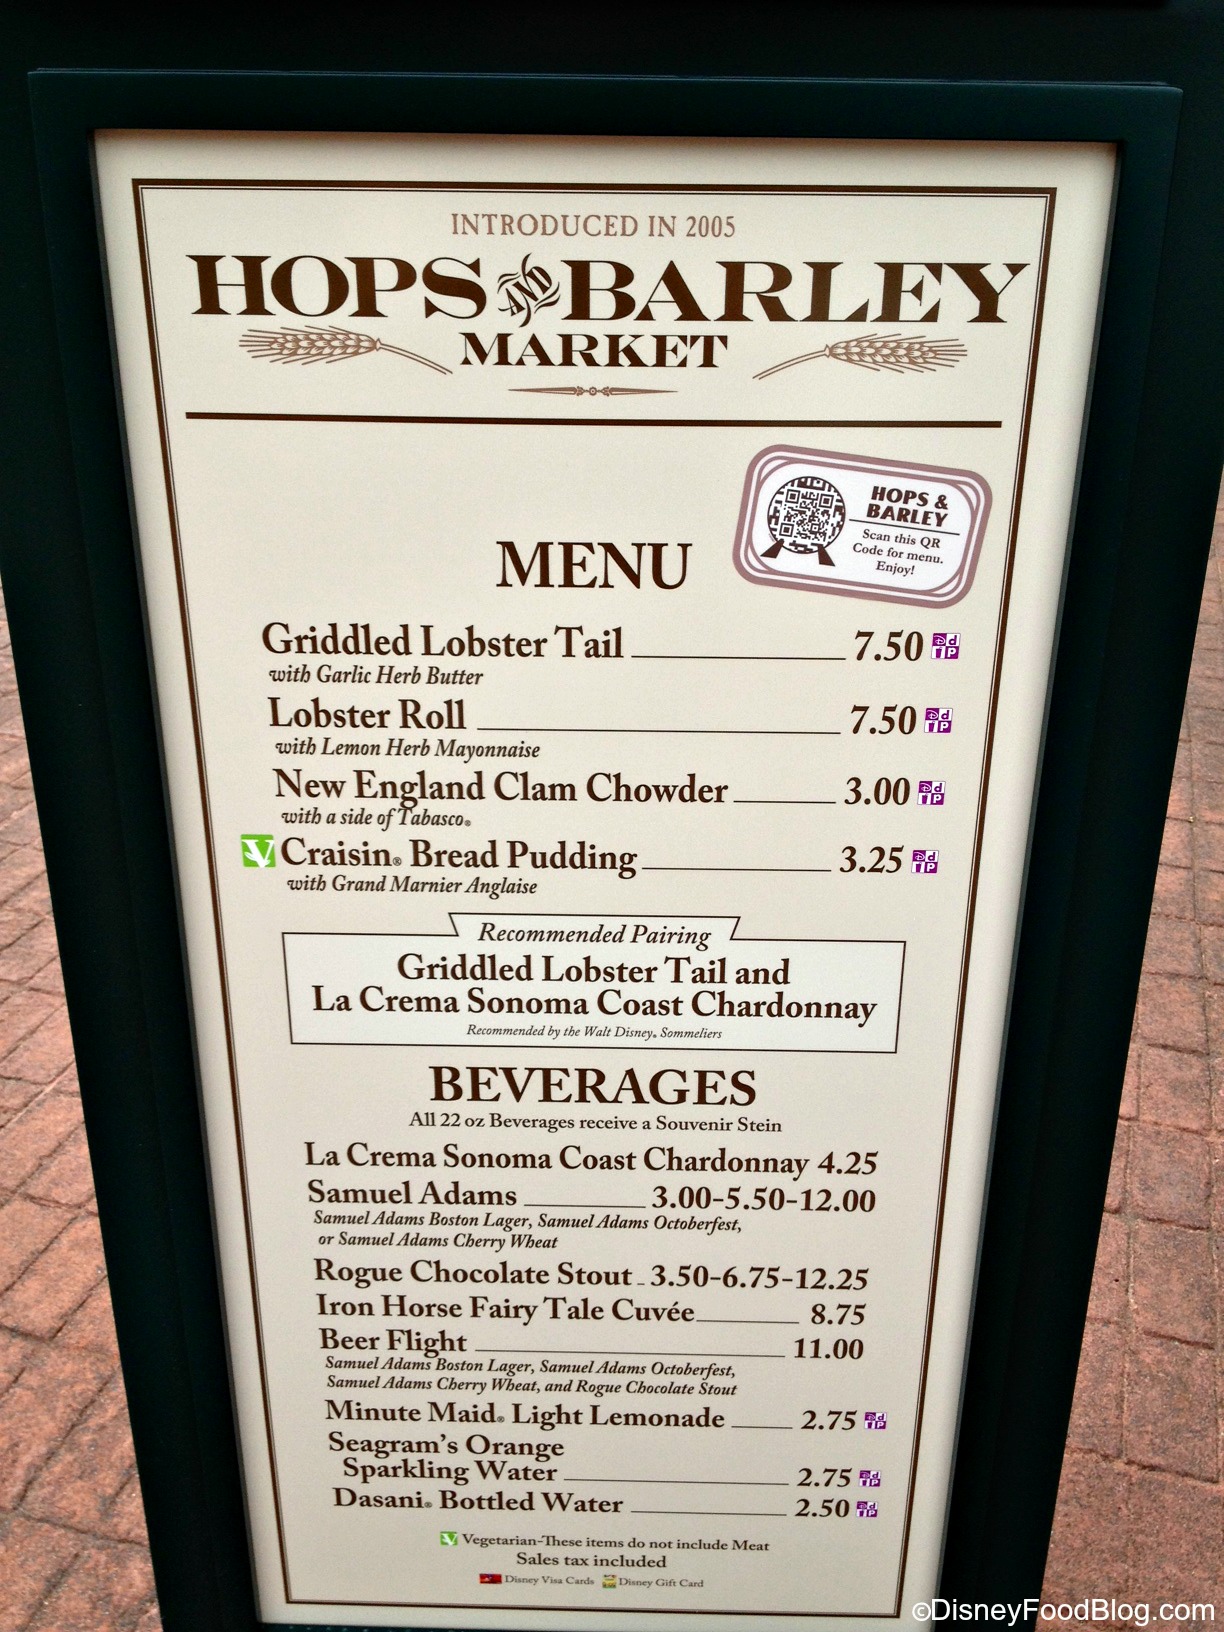 INTRODUCED IN 2005
HOPS AND BARLEY
MARKET
HOPS &
BARLEY
Scan this QR
Code for menu.
Enjoy!
MENU
Griddled Lobster Tail 7.50
with Garlic Herb Butter
Lobster Roll 7.50
with Lemon Herb Mayonnaise
New England Clam Chowder 3.00
with a side of Tabasco®
V Craisin® Bread Pudding 3.25
with Grand Marnier Anglaise
Recommended Pairing
Griddled Lobster Tail and
La Crema Sonoma Coast Chardonnay
Recommended by the Walt Disney® Sommeliers
BEVERAGES
All 22 oz Beverages receive a Souvenir Stein
La Crema Sonoma Coast Chardonnay 4.25
Samuel Adams 3.00-5.50-12.00
Samuel Adams Boston Lager, Samuel Adams Octoberfest,
or Samuel Adams Cherry Wheat
Rogue Chocolate Stout 3.50-6.75-12.25
Iron Horse Fairy Tale Cuvée 8.75
Beer Flight 11.00
Samuel Adams Boston Lager, Samuel Adams Octoberfest,
Samuel Adams Cherry Wheat, and Rogue Chocolate Stout
Minute Maid® Light Lemonade 2.75
Seagram's Orange
Sparkling Water 2.75
Dasani® Bottled Water 2.50
V Vegetarian-These items do not include Meat
Sales tax included
Disney Visa Cards Disney Gift Card
©DisneyFoodBlog.com